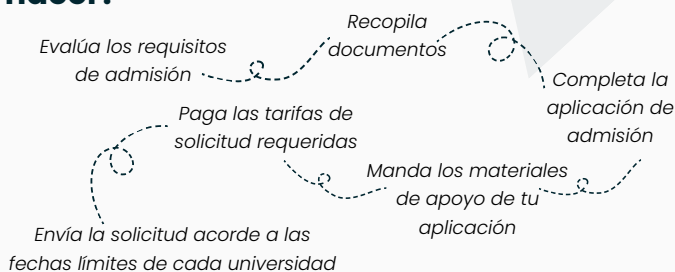 hacer?
Evalúa los requisitos
de admisión
Recopila
documentos
Completa la
aplicación de
admisión
Manda los materiales
de apoyo de tu
aplicación
Paga las tarifas de
solicitud requeridas
Envía la solicitud acorde a las
fechas límites de cada universidad